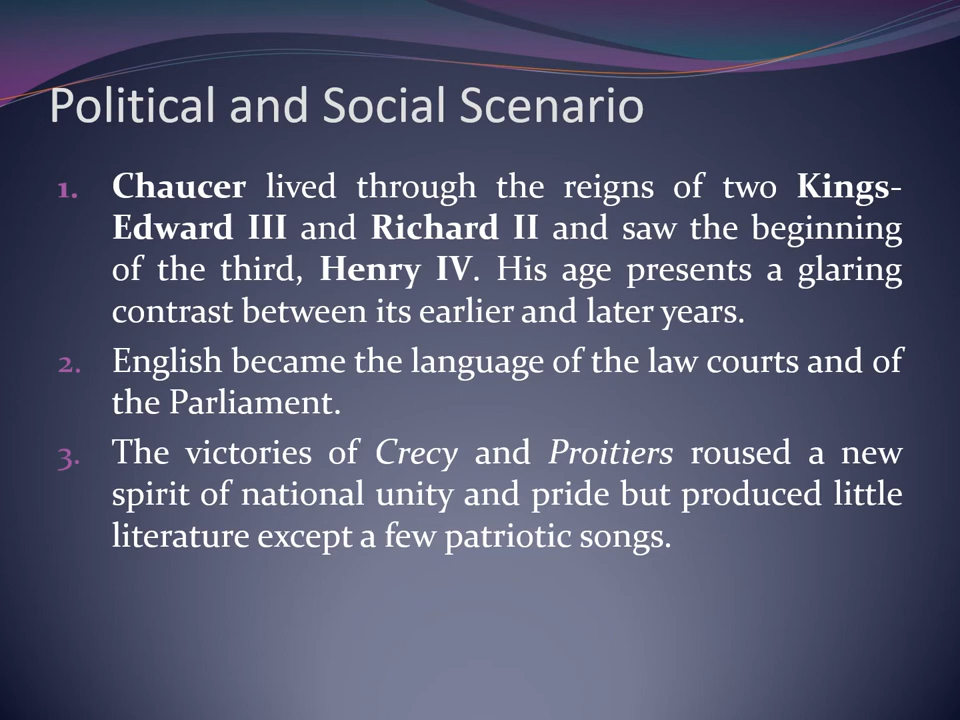 Political and Social Scenario
1. Chaucer lived through the reigns of two Kings-
Edward III and Richard II and saw the beginning
of the third, Henry IV. His age presents a glaring
contrast between its earlier and later years.
2. English became the language of the law courts and of
the Parliament.
3. The victories of Crecy and Proitiers roused a new
spirit of national unity and pride but produced little
literature except a few patriotic songs.